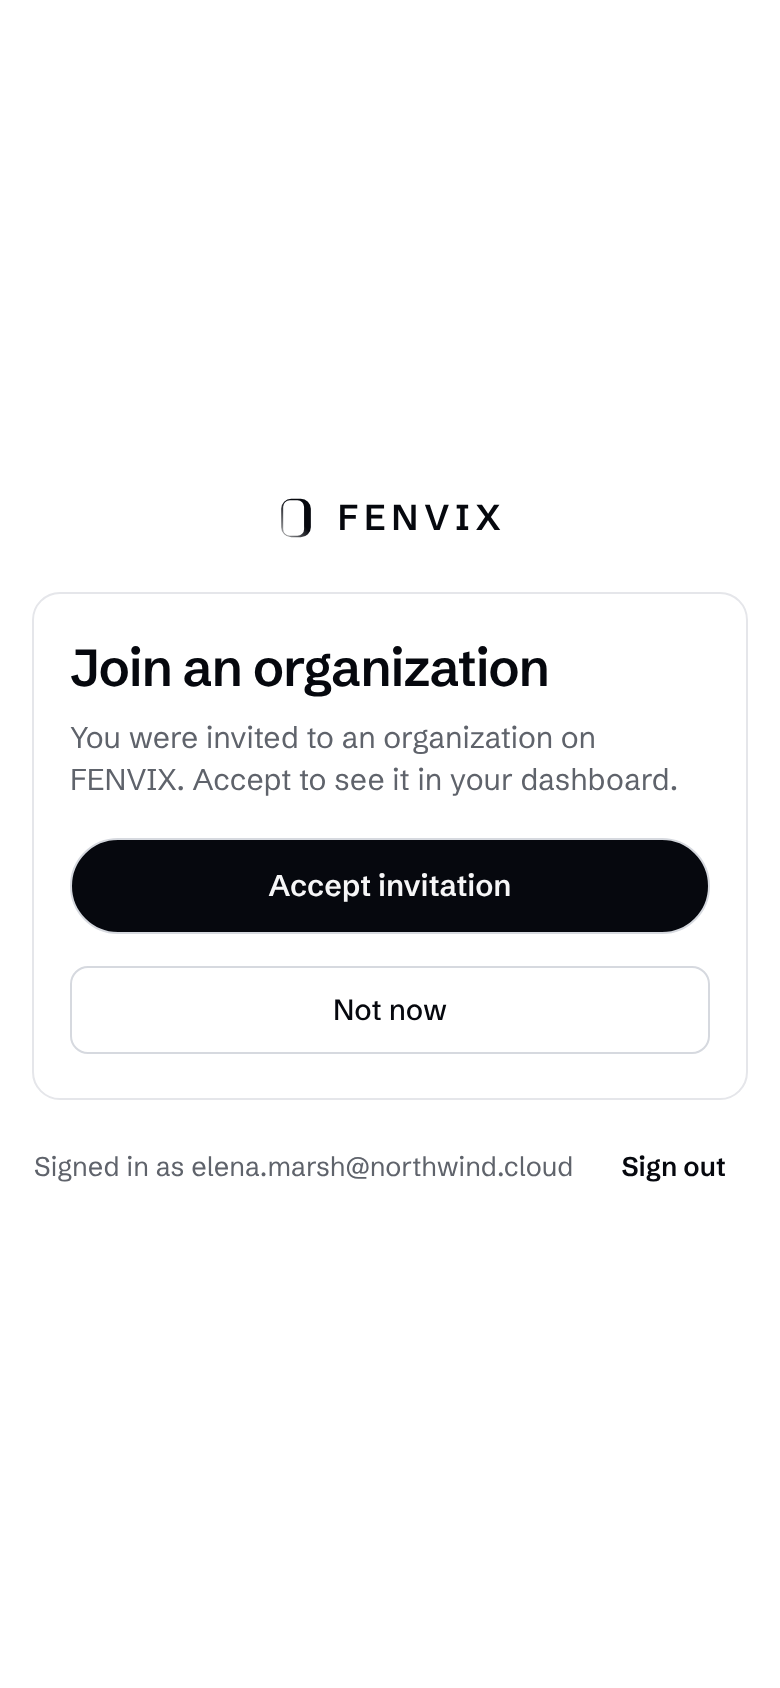 FENVIX
Join an organization
You were invited to an organization on
FENVIX. Accept to see it in your dashboard.
Accept invitation
Not now
Signed in as elena.marsh@northwind.cloud Sign out